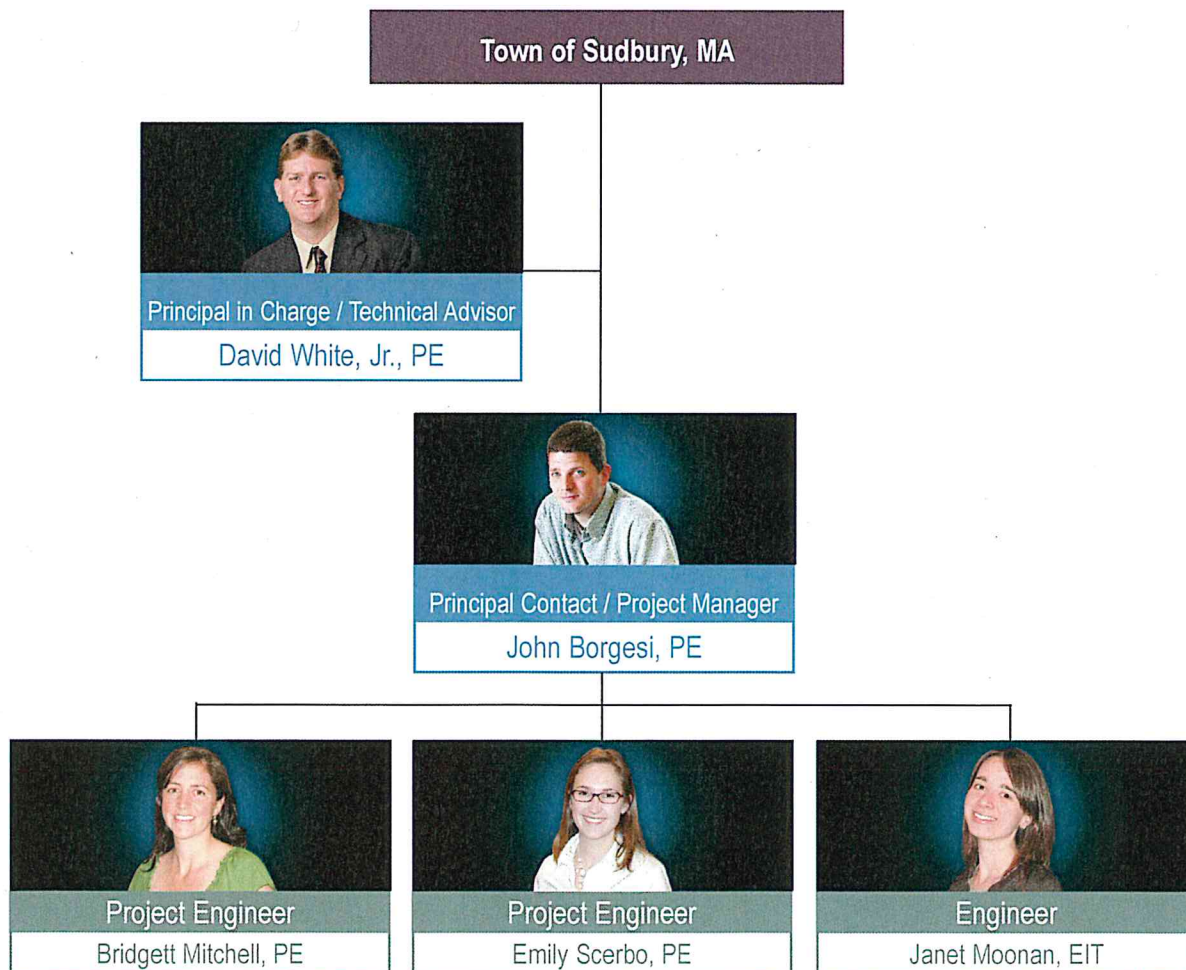 Town of Sudbury, MA
Principal in Charge / Technical Advisor
David White, Jr., PE
Principal Contact / Project Manager
John Borgesi, PE
Project Engineer
Bridgett Mitchell, PE
Project Engineer
Emily Scerbo, PE
Engineer
Janet Moonan, EIT